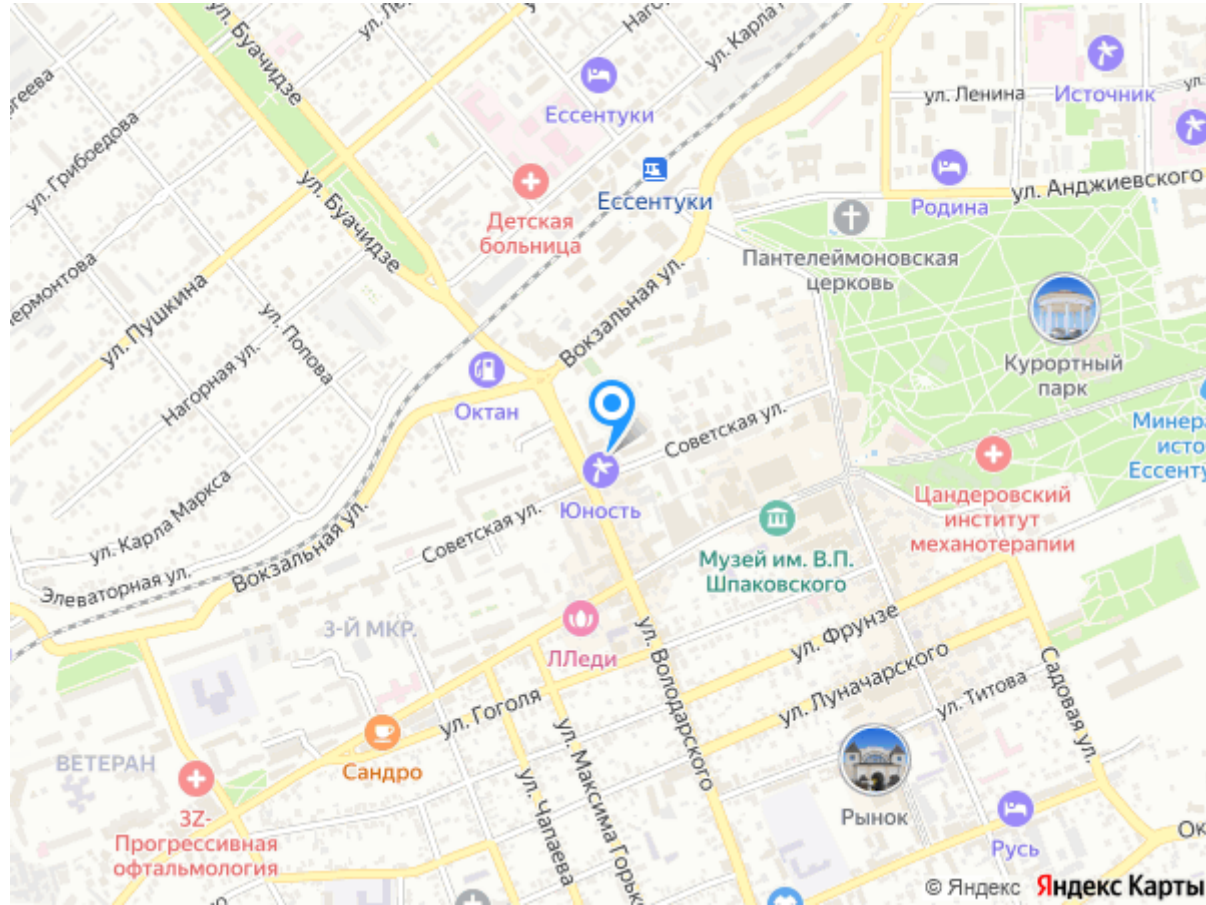 ул. Буачидзе
Нагорная
ул. Карла
Ессентуки
ул. Ленина
Источник
ул.
ул. Грибоедова
Детская
больница
Ессентуки
Родина
ул. Анджиевского
ул. Буачидзе
Пантелеймоновская
церковь
ул. Пушкина
ул. Попова
Вокзальная ул.
Нагорная ул.
Курортный
парк
Октан
Советская ул.
Юность
Цандеровский
институт
механотерапии
ул. Карла Маркса
Советская ул.
Музей им. В.П.
Шпаковского
Элеваторная ул.
Вокзальная ул.
3-Й МКР.
ЛЛеди
ул. Володарского
ул. Фрунзе
ул. Луначарского
ул. Титова
Садовая ул.
ул. Гоголя
ул. Максима
ул. Чапаева
Сандро
ВЕТЕРАН
3Z-
Прогрессивная
офтальмология
Рынок
Русь
© Яндекс Яндекс Карты